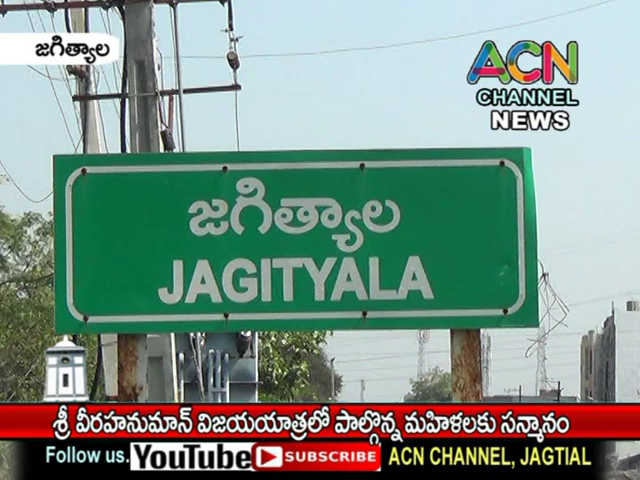 జగిత్యాల
ACN
CHANNEL
NEWS
జగిత్యాల
JAGITYALA
శ్రీ వీరహనుమాన్ విజయయాత్రలో పాల్గొన్న మహిళలకు సన్మానం
Follow us. YouTube SUBSCRIBE ACN CHANNEL, JAGTIAL